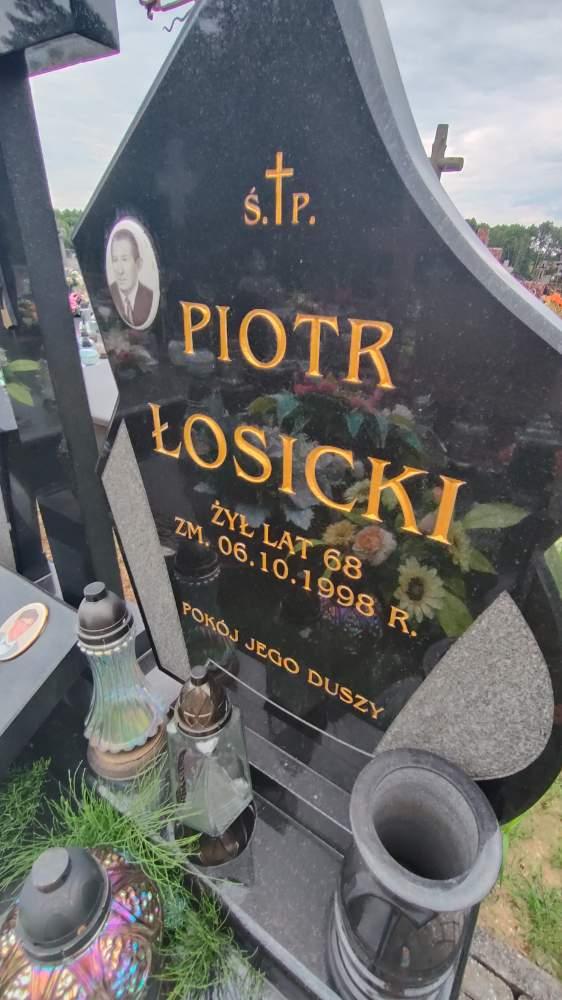 Ś. P.
PIOTR
ŁOSICKI
ŻYŁ LAT 68
ZM. 06.10.1998 R.
POKÓJ JEGO DUSZY